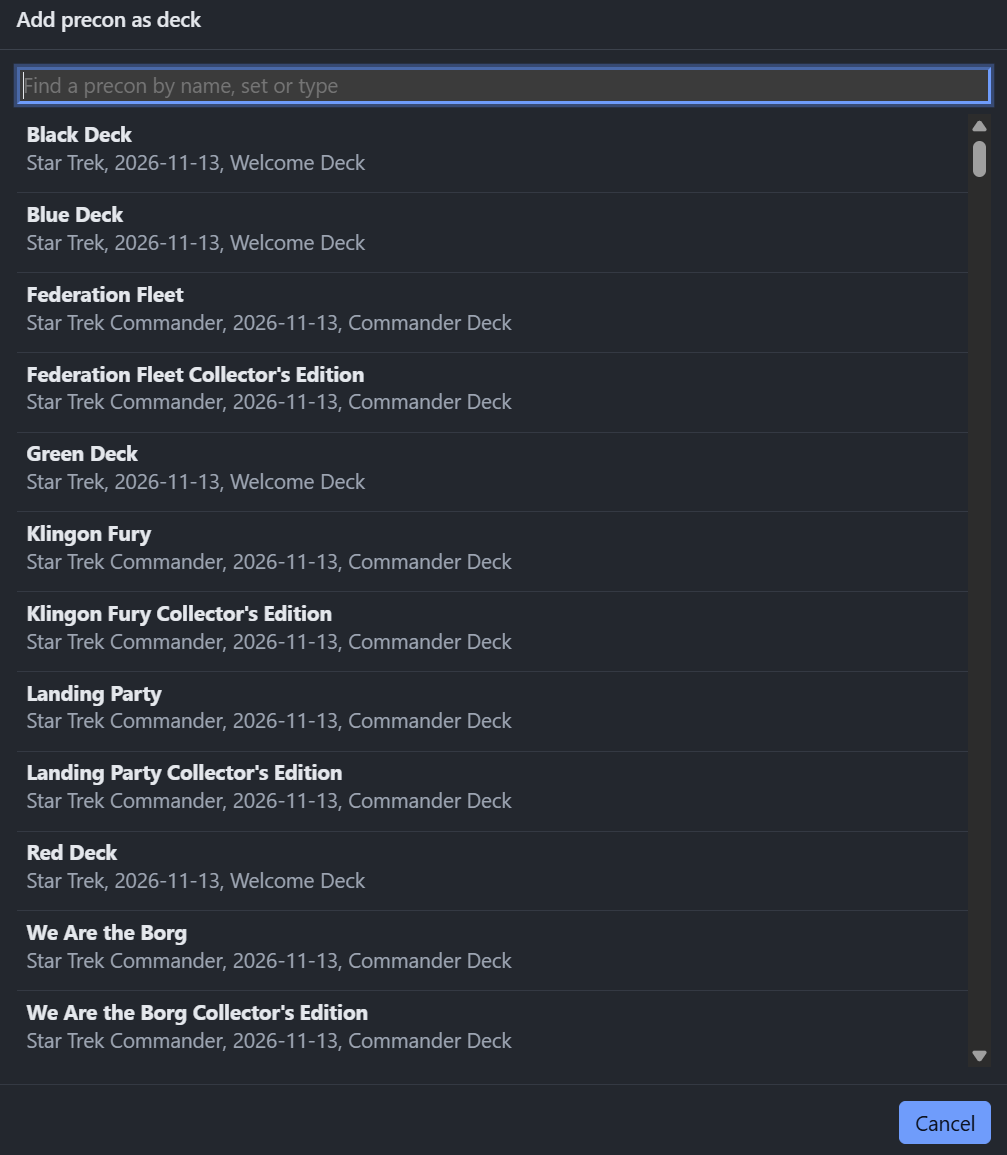 Add precon as deck
Find a precon by name, set or type
Black Deck
Star Trek, 2026-11-13, Welcome Deck
Blue Deck
Star Trek, 2026-11-13, Welcome Deck
Federation Fleet
Star Trek Commander, 2026-11-13, Commander Deck
Federation Fleet Collector's Edition
Star Trek Commander, 2026-11-13, Commander Deck
Green Deck
Star Trek, 2026-11-13, Welcome Deck
Klingon Fury
Star Trek Commander, 2026-11-13, Commander Deck
Klingon Fury Collector's Edition
Star Trek Commander, 2026-11-13, Commander Deck
Landing Party
Star Trek Commander, 2026-11-13, Commander Deck
Landing Party Collector's Edition
Star Trek Commander, 2026-11-13, Commander Deck
Red Deck
Star Trek, 2026-11-13, Welcome Deck
We Are the Borg
Star Trek Commander, 2026-11-13, Commander Deck
We Are the Borg Collector's Edition
Star Trek Commander, 2026-11-13, Commander Deck
Cancel